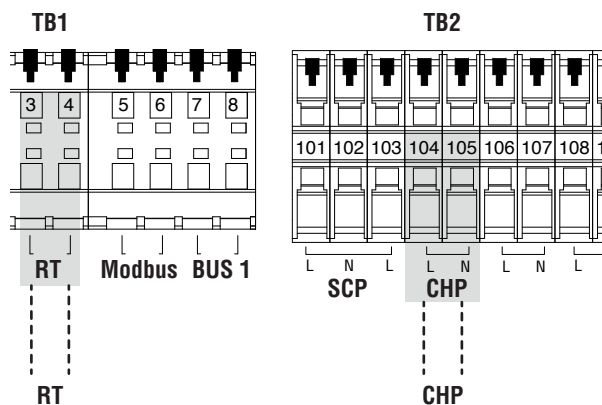 TB1 TB2
3 4 5 6 7 8
101 102 103 104 105 106 107 108 1
L N L L N L N L
RT Modbus BUS 1 SCP CHP
RT CHP